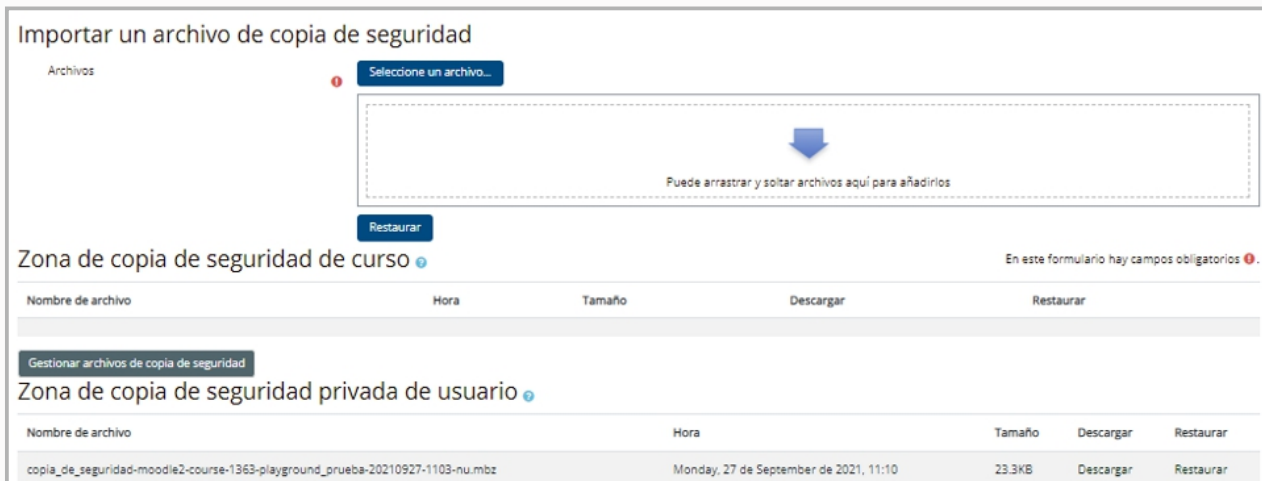 Importar un archivo de copia de seguridad
Archivos
Seleccione un archivo...
Puede arrastrar y soltar archivos aquí para añadirlos
Restaurar
Zona de copia de seguridad de curso
En este formulario hay campos obligatorios .
Nombre de archivo Hora Tamaño Descargar Restaurar
Gestionar archivos de copia de seguridad
Zona de copia de seguridad privada de usuario
Nombre de archivo Hora Tamaño Descargar Restaurar
copia_de_seguridad-moodle2-course-1363-playground_prueba-20210927-1103-nu.mbz Monday, 27 de September de 2021, 11:10 23.3KB Descargar Restaurar